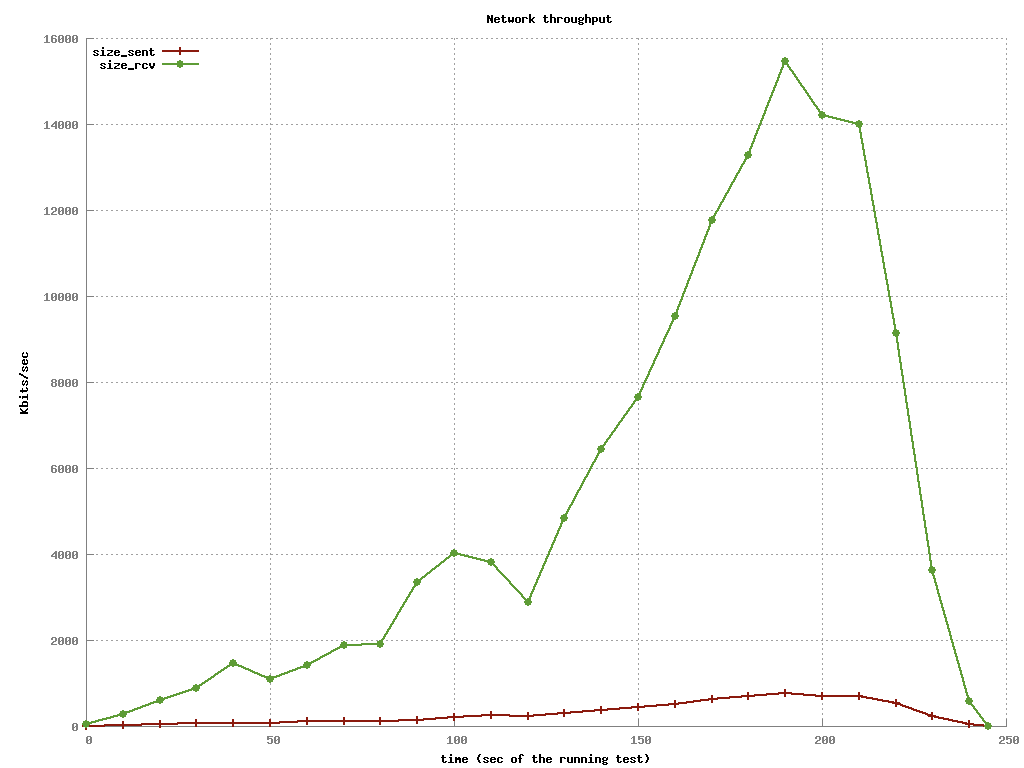 Network throughput
size_sent
size_rcv
16000
14000
12000
10000
8000
6000
4000
2000
0
Kbits/sec
0 50 100 150 200 250
time (sec of the running test)